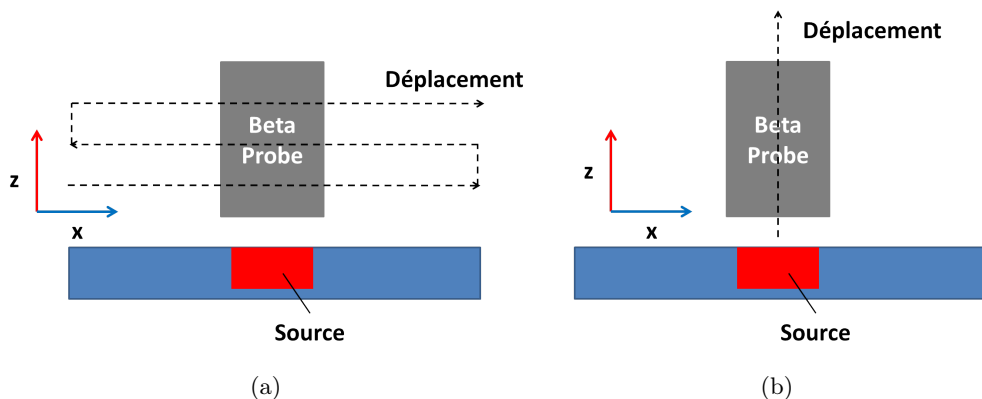 Déplacement
Beta
Probe
z
x
Source
(a)
Déplacement
Beta
Probe
z
x
Source
(b)